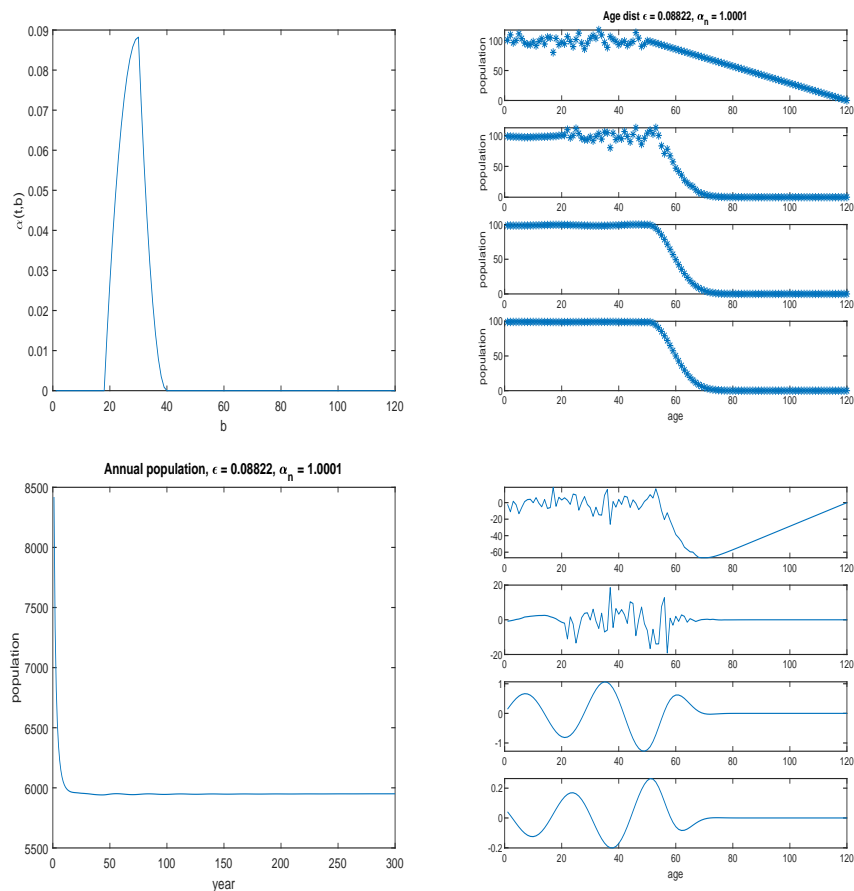 0.09
0.08
0.07
0.06
0.05
0.04
0.03
0.02
0.01
0
α(t,b)
0 20 40 60 80 100 120
b
Age dist ϵ = 0.08822, αn = 1.0001
100
50
0
population
0 20 40 60 80 100 120
100
50
0
population
0 20 40 60 80 100 120
100
50
0
population
0 20 40 60 80 100 120
100
50
0
population
0 20 40 60 80 100 120
age
Annual population, ϵ = 0.08822, αn = 1.0001
8500
8000
7500
7000
6500
6000
5500
population
0 50 100 150 200 250 300
year
0
-20
-40
-60
0 20 40 60 80 100 120
20
0
-20
0 20 40 60 80 100 120
1
0
-1
0 20 40 60 80 100 120
0.2
0
-0.2
0 20 40 60 80 100 120
age